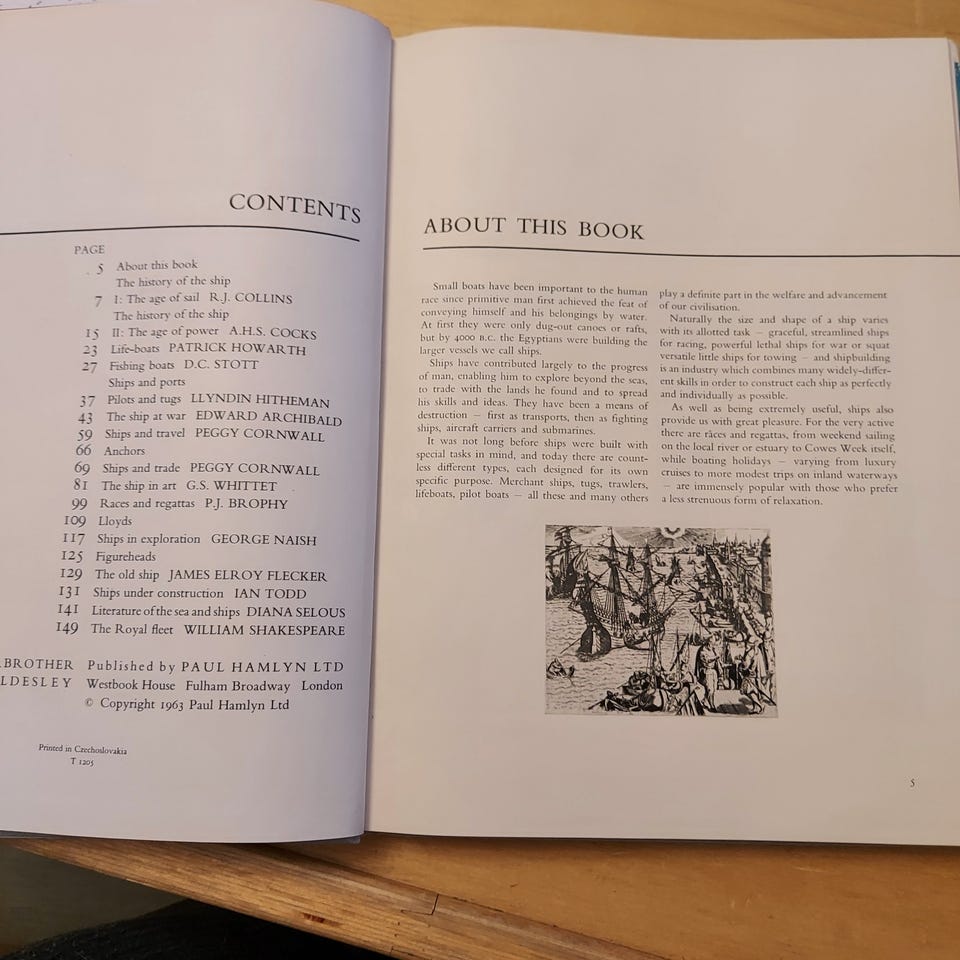 CONTENTS
PAGE
5 About this book
The history of the ship
7 I: The age of sail R.J. COLLINS
The history of the ship
15 II: The age of power A.H.S. COCKS
23 Life-boats PATRICK HOWARTH
27 Fishing boats D.C. STOTT
Ships and ports
37 Pilots and tugs LLYNDIN HITHEMAN
43 The ship at war EDWARD ARCHIBALD
59 Ships and travel PEGGY CORNWALL
66 Anchors
69 Ships and trade PEGGY CORNWALL
81 The ship in art G.S. WHITTET
99 Races and regattas P.J. BROPHY
109 Lloyds
117 Ships in exploration GEORGE NAISH
125 Figureheads
129 The old ship JAMES ELROY FLECKER
131 Ships under construction IAN TODD
141 Literature of the sea and ships DIANA SELOUS
149 The Royal fleet WILLIAM SHAKESPEARE
BROTHER Published by PAUL HAMLYN LTD
LDESLEY Westbook House Fulham Broadway London
© Copyright 1963 Paul Hamlyn Ltd
Printed in Czechoslovakia
T 1205
ABOUT THIS BOOK
Small boats have been important to the human
race since primitive man first achieved the feat of
conveying himself and his belongings by water.
At first they were only dug-out canoes or rafts,
but by 4000 B.C. the Egyptians were building the
larger vessels we call ships.
Ships have contributed largely to the progress
of man, enabling him to explore beyond the seas,
to trade with the lands he found and to spread
his skills and ideas. They have been a means of
destruction – first as transports, then as fighting
ships, aircraft carriers and submarines.
It was not long before ships were built with
special tasks in mind, and today there are count-
less different types, each designed for its own
specific purpose. Merchant ships, tugs, trawlers,
lifeboats, pilot boats – all these and many others
play a definite part in the welfare and advancement
of our civilisation.
Naturally the size and shape of a ship varies
with its allotted task – graceful, streamlined ships
for racing, powerful lethal ships for war or squat
versatile little ships for towing – and shipbuilding
is an industry which combines many widely-differ-
ent skills in order to construct each ship as perfectly
and individually as possible.
As well as being extremely useful, ships also
provide us with great pleasure. For the very active
there are races and regattas, from weekend sailing
on the local river or estuary to Cowes Week itself,
while boating holidays – varying from luxury
cruises to more modest trips on inland waterways
– are immensely popular with those who prefer
a less strenuous form of relaxation.
5